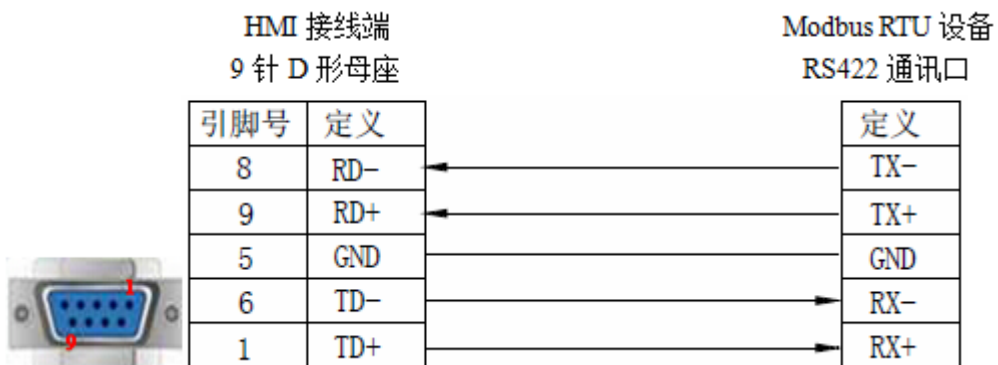 HMI 接线端
9 针 D 形母座
Modbus RTU 设备
RS422 通讯口
引脚号 定义 定义
8 RD- TX-
9 RD+ TX+
5 GND GND
6 TD- RX-
1 TD+ RX+
1
9